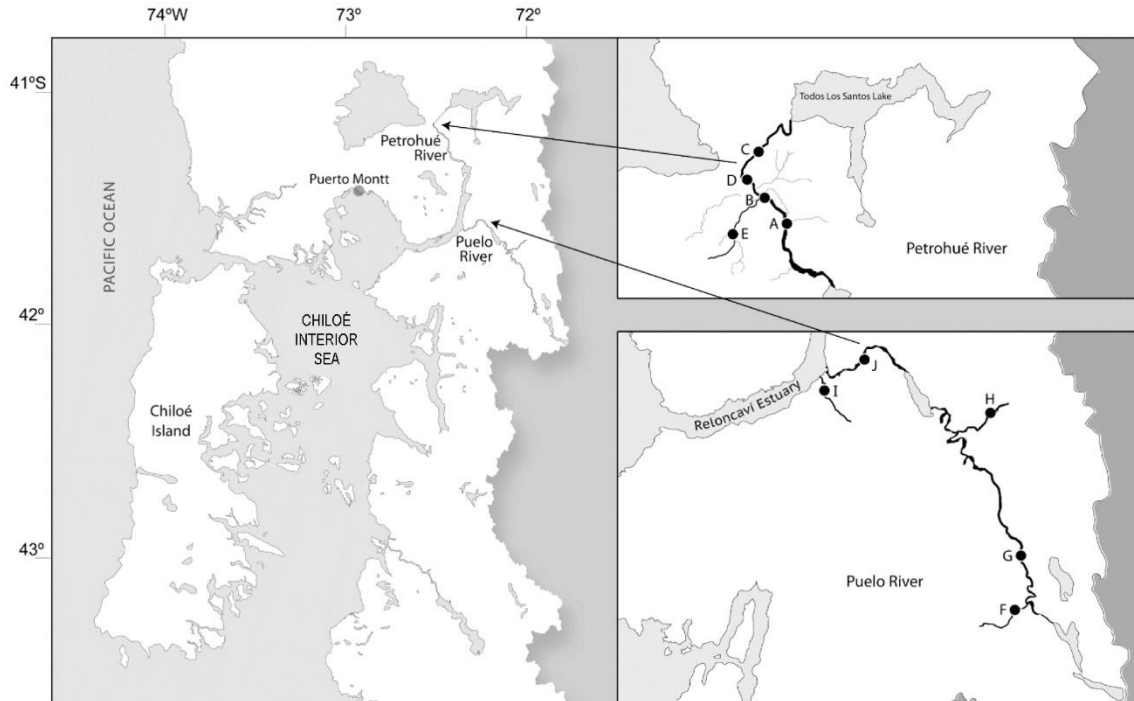 74ºW
73º
72º
41ºS
42º
43º
PACIFIC OCEAN
Petrohué
River
Puerto Montt
Puelo
River
CHILOÉ
INTERIOR
SEA
Chiloé
Island
Todos Los Santos Lake
C
D
B
A
E
Petrohué River
J
I
H
Reloncaví Estuary
G
Puelo River
F